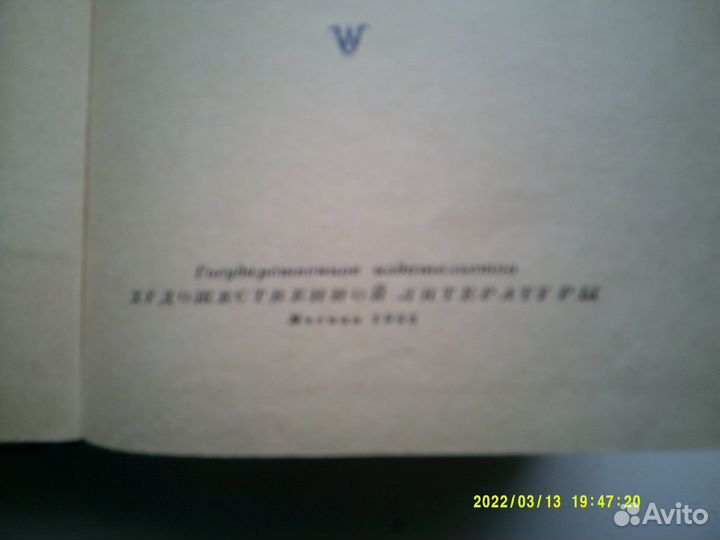 Государственное издательство
ХУДОЖЕСТВЕННОЙ ЛИТЕРАТУРЫ
Москва
2022/03/13 19:47:20
Avito